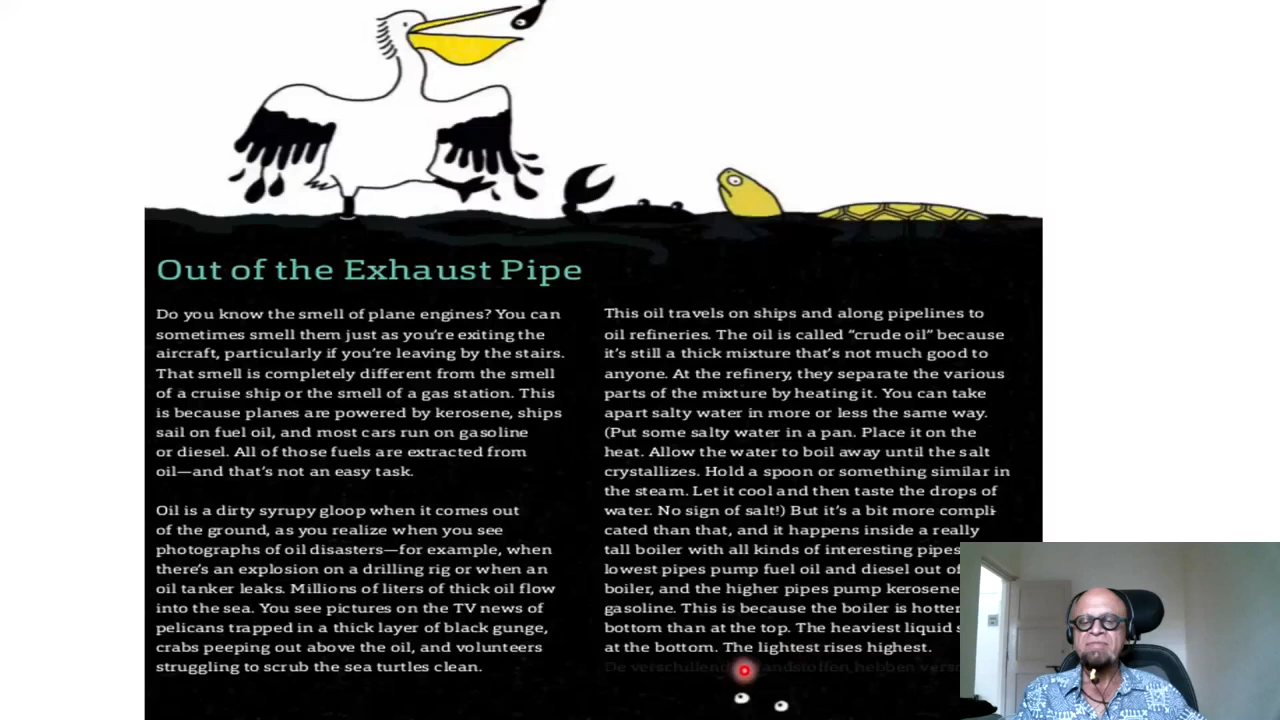 Out of the Exhaust Pipe
Do you know the smell of plane engines? You can
sometimes smell them just as you're exiting the
aircraft, particularly if you're leaving by the stairs.
That smell is completely different from the smell
of a cruise ship or the smell of a gas station. This
is because planes are powered by kerosene, ships
sail on fuel oil, and most cars run on gasoline
or diesel. All of those fuels are extracted from
oil—and that's not an easy task.
Oil is a dirty syrupy gloop when it comes out
of the ground, as you realize when you see
photographs of oil disasters—for example, when
there's an explosion on a drilling rig or when an
oil tanker leaks. Millions of liters of thick oil flow
into the sea. You see pictures on the TV news of
pelicans trapped in a thick layer of black gunge,
crabs peeping out above the oil, and volunteers
struggling to scrub the sea turtles clean.
This oil travels on ships and along pipelines to
oil refineries. The oil is called “crude oil” because
it's still a thick mixture that's not much good to
anyone. At the refinery, they separate the various
parts of the mixture by heating it. You can take
apart salty water in more or less the same way.
(Put some salty water in a pan. Place it on the
heat. Allow the water to boil away until the salt
crystallizes. Hold a spoon or something similar in
the steam. Let it cool and then taste the drops of
water. No sign of salt!) But it's a bit more compli-
cated than that, and it happens inside a really
tall boiler with all kinds of interesting pipes
lowest pipes pump fuel oil and diesel out of
boiler, and the higher pipes pump kerosene
gasoline. This is because the boiler is hotter
bottom than at the top. The heaviest liquid
at the bottom. The lightest rises highest.
De hebben